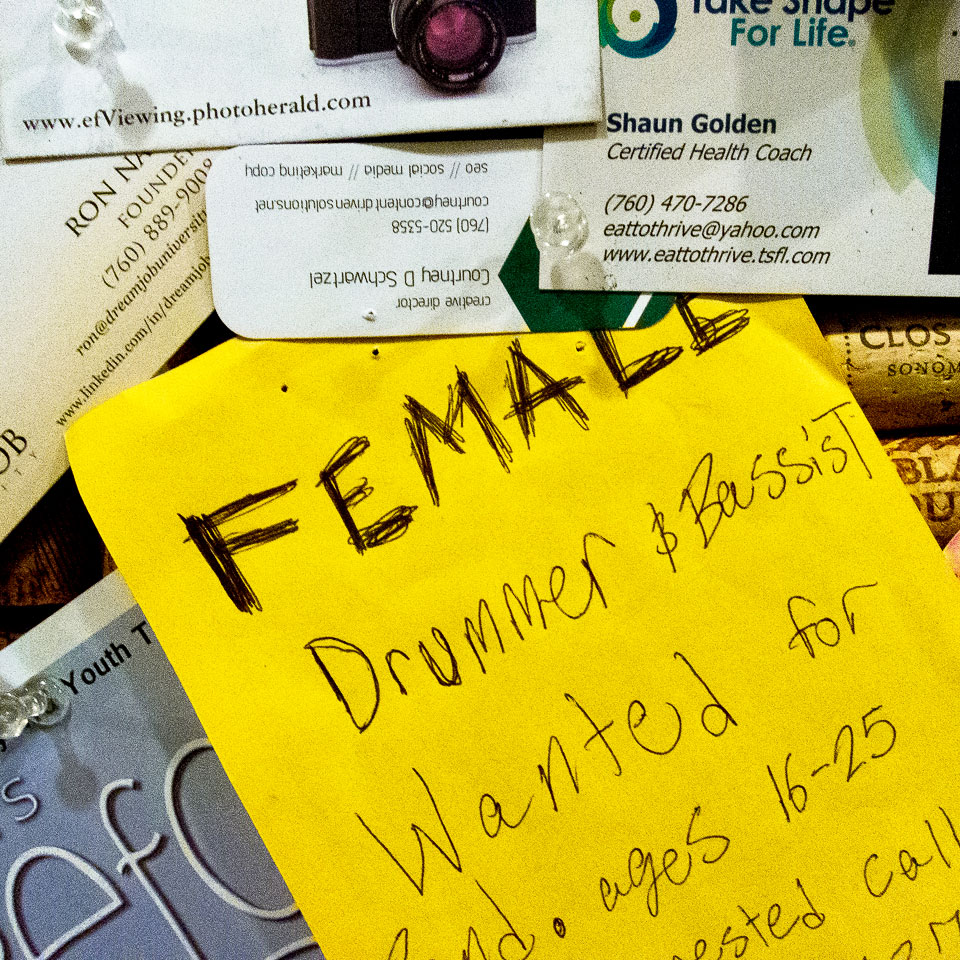 www.efViewing.photoherald.com
Take Shape
For Life.
Shaun Golden
Certified Health Coach
(760) 470-7286
eattothrive@yahoo.com
www.eattothrive.tsfl.com
RON
FOUNDER
(760) 889-900
creative director
Courtney D Schwartzel
(760) 520-5358
courtney@contentdrivensolutions.net
seo // social media // marketing copy
CLOS
FEMALE
Drummer & Bassist
Wanted for
ages 16-25
call
Youth